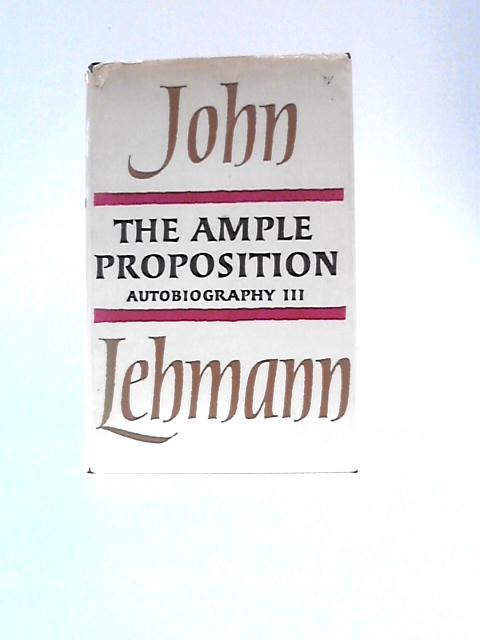 John
THE AMPLE
PROPOSITION
AUTOBIOGRAPHY III
Lehmann